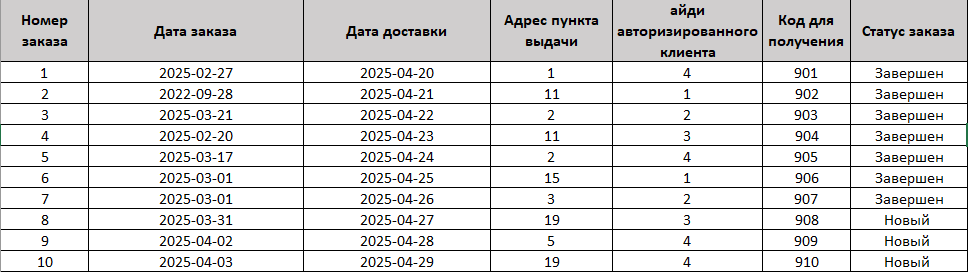 Номер заказа Дата заказа Дата доставки Адрес пункта выдачи айди авторизированного клиента Код для получения Статус заказа
1 2025-02-27 2025-04-20 1 4 901 Завершен
2 2022-09-28 2025-04-21 11 1 902 Завершен
3 2025-03-21 2025-04-22 2 2 903 Завершен
4 2025-02-20 2025-04-23 11 3 904 Завершен
5 2025-03-17 2025-04-24 2 4 905 Завершен
6 2025-03-01 2025-04-25 15 1 906 Завершен
7 2025-03-01 2025-04-26 3 2 907 Завершен
8 2025-03-31 2025-04-27 19 3 908 Новый
9 2025-04-02 2025-04-28 5 4 909 Новый
10 2025-04-03 2025-04-29 19 4 910 Новый